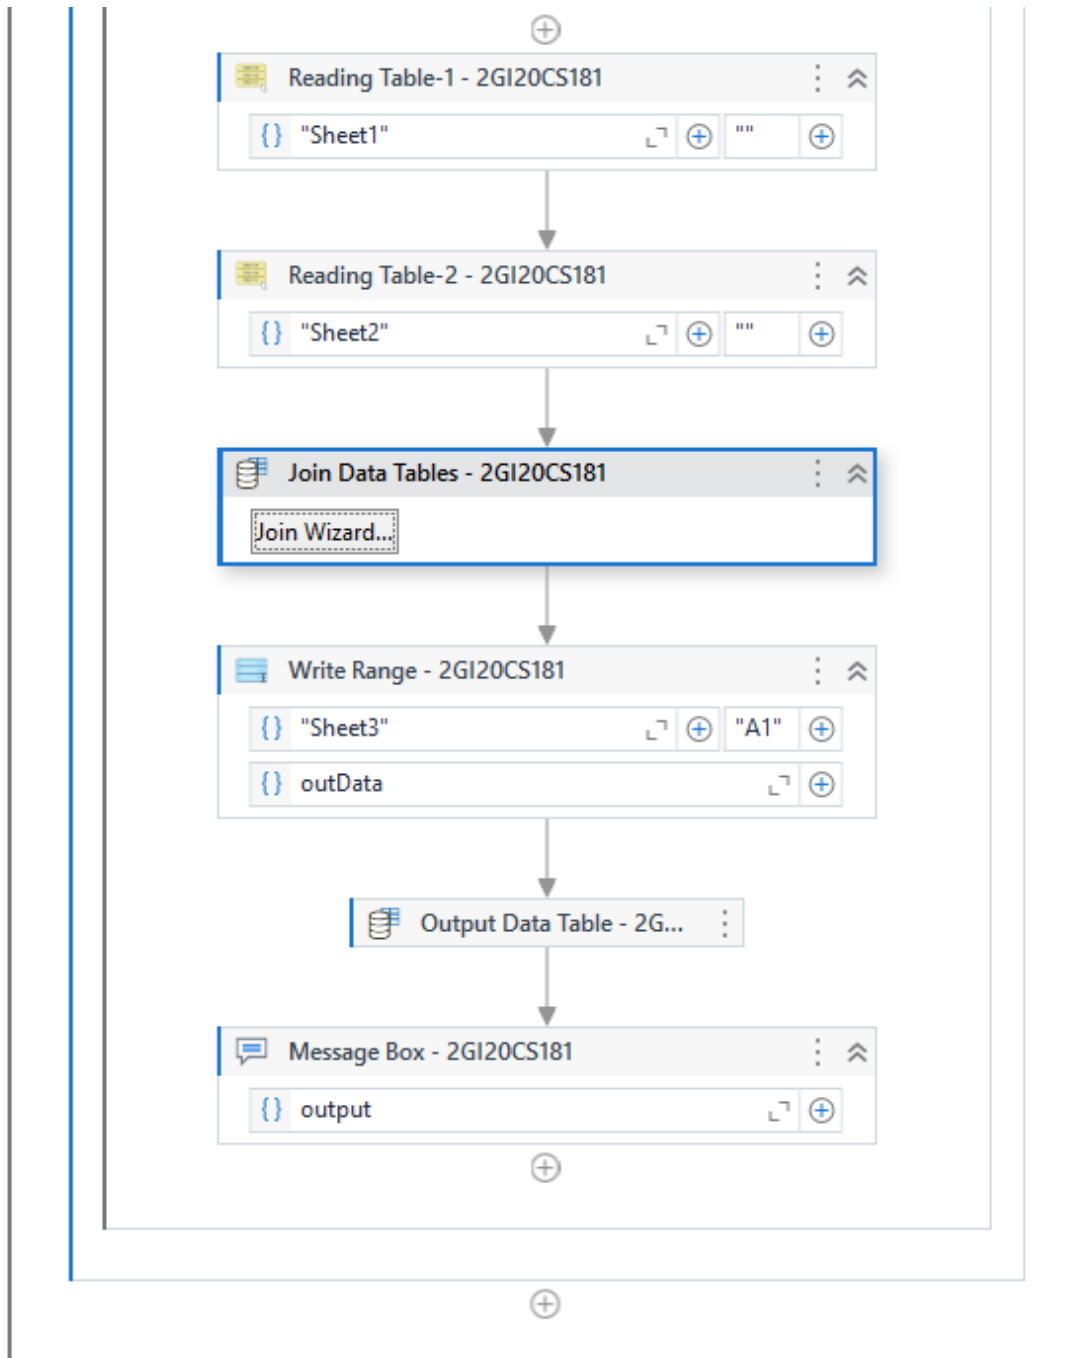 Reading Table-1 - 2GI20CS181
"Sheet1" ""
Reading Table-2 - 2GI20CS181
"Sheet2" ""
Join Data Tables - 2GI20CS181
Join Wizard...
Write Range - 2GI20CS181
"Sheet3" "A1"
outData
Output Data Table - 2G...
Message Box - 2GI20CS181
output